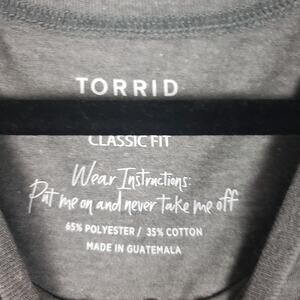 TORRID
CLASSIC FIT
Wear Instructions:
Put me on and never take me off
65% POLYESTER / 35% COTTON
MADE IN GUATEMALA